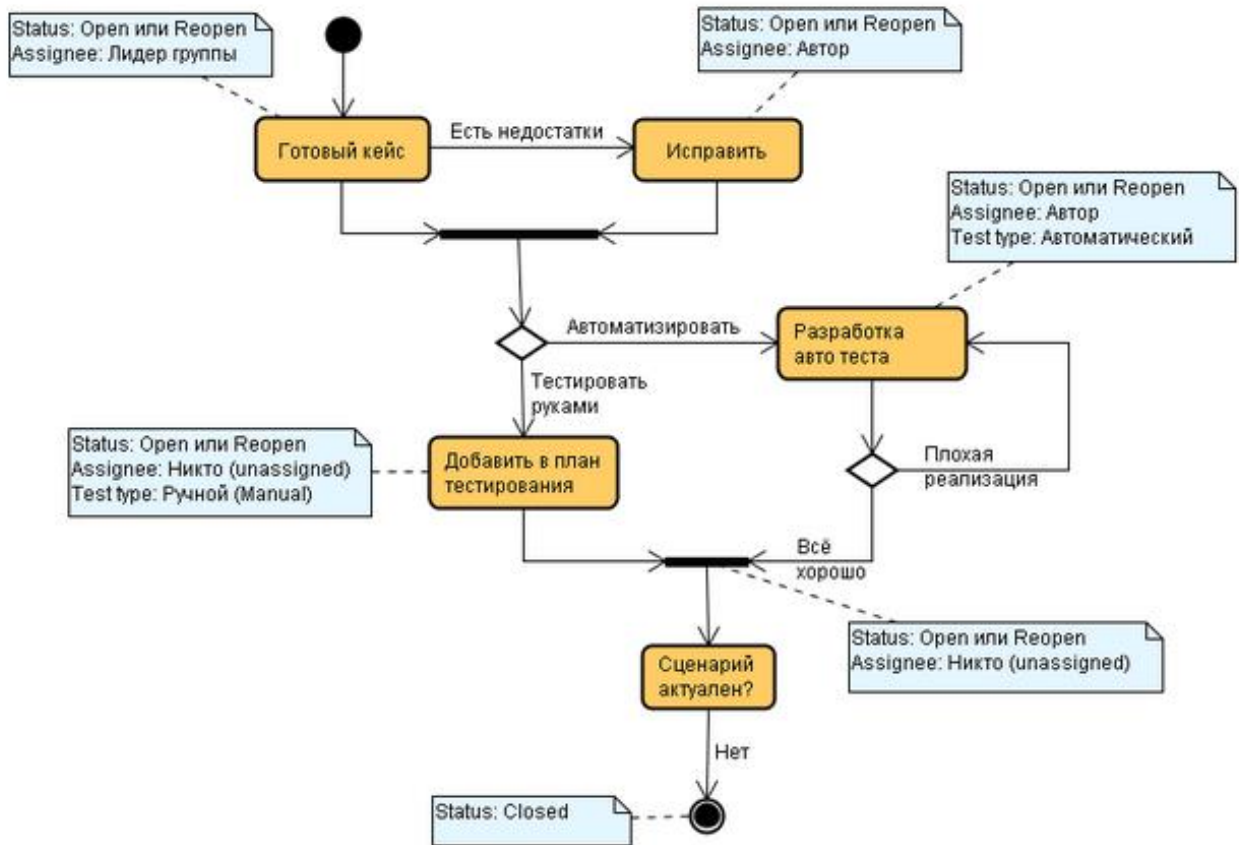 Status: Open или Reopen
Assignee: Лидер группы
Status: Open или Reopen
Assignee: Автор
Готовый кейс
Есть недостатки
Исправить
Status: Open или Reopen
Assignee: Автор
Test type: Автоматический
Автоматизировать
Разработка
авто теста
Тестировать
руками
Status: Open или Reopen
Assignee: Никто (unassigned)
Test type: Ручной (Manual)
Добавить в план
тестирования
Плохая
реализация
Всё
хорошо
Status: Open или Reopen
Assignee: Никто (unassigned)
Сценарий
актуален?
Нет
Status: Closed